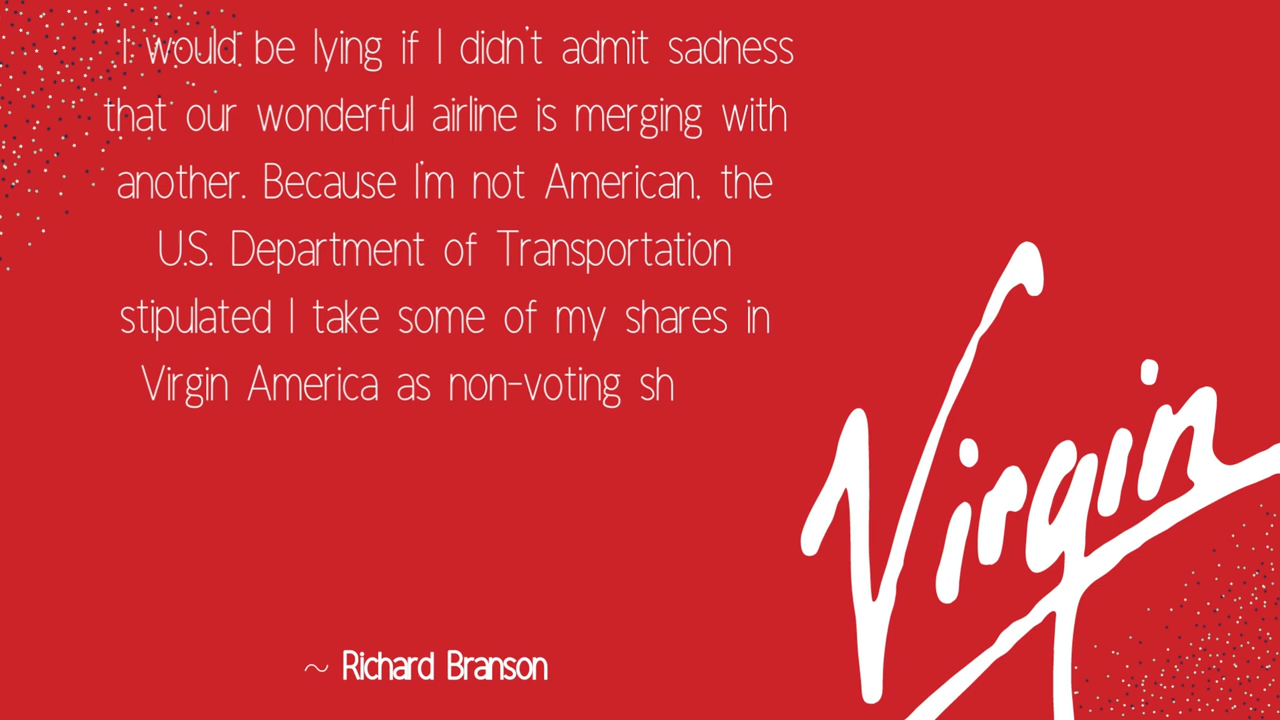 " I would be lying if I didn't admit sadness
that our wonderful airline is merging with
another. Because I'm not American, the
U.S. Department of Transportation
stipulated I take some of my shares in
Virgin America as non-voting sh
~ Richard Branson
Virgin